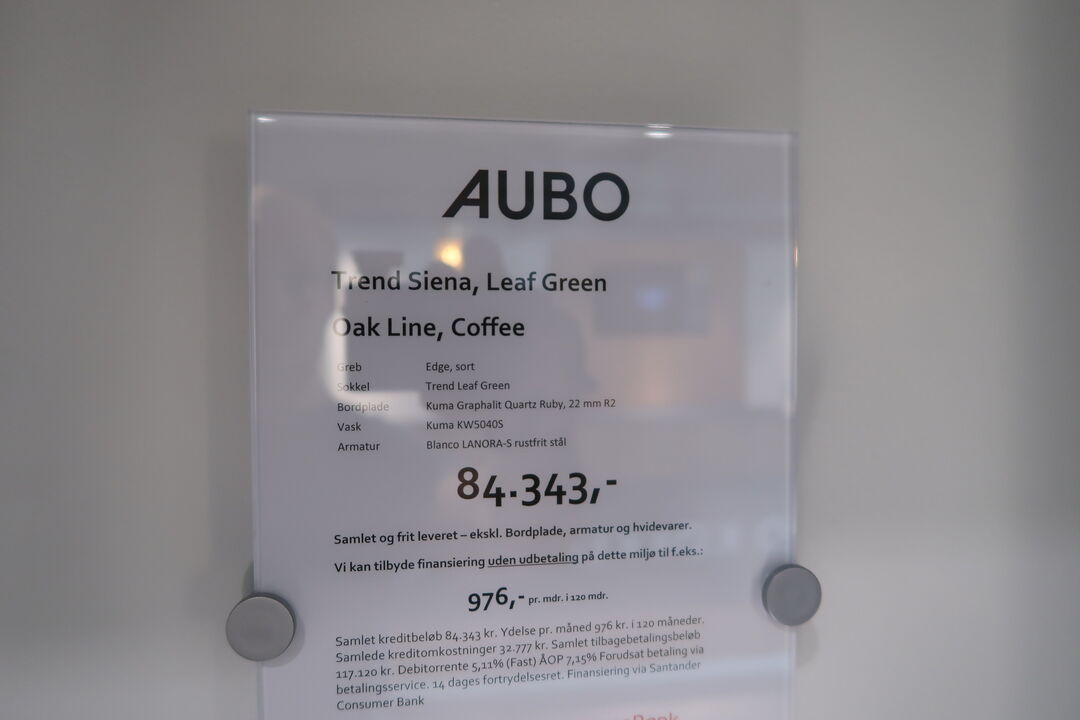 AUBO
Trend Siena, Leaf Green
Oak Line, Coffee
Greb Edge, sort
Sokkel Trend Leaf Green
Bordplade Kuma Graphalit Quartz Ruby, 22 mm R2
Vask Kuma KW5040S
Armatur Blanco LANORA-S rustfrit stål
84.343,-
Samlet og frit leveret – ekskl. Bordplade, armatur og hvidevarer.
Vi kan tilbyde finansiering uden udbetaling på dette miljø til f.eks.:
976,- pr. mdr. i 120 mdr.
Samlet kreditbeløb 84.343 kr. Ydelse pr. måned 976 kr. i 120 måneder.
Samlede kreditomkostninger 32.777 kr. Samlet tilbagebetalingsbeløb
117.120 kr. Debitorrente 5,11% (Fast) ÅOP 7,15% Forudsat betaling via
betalingsservice. 14 dages fortrydelsesret. Finansiering via Santander
Consumer Bank